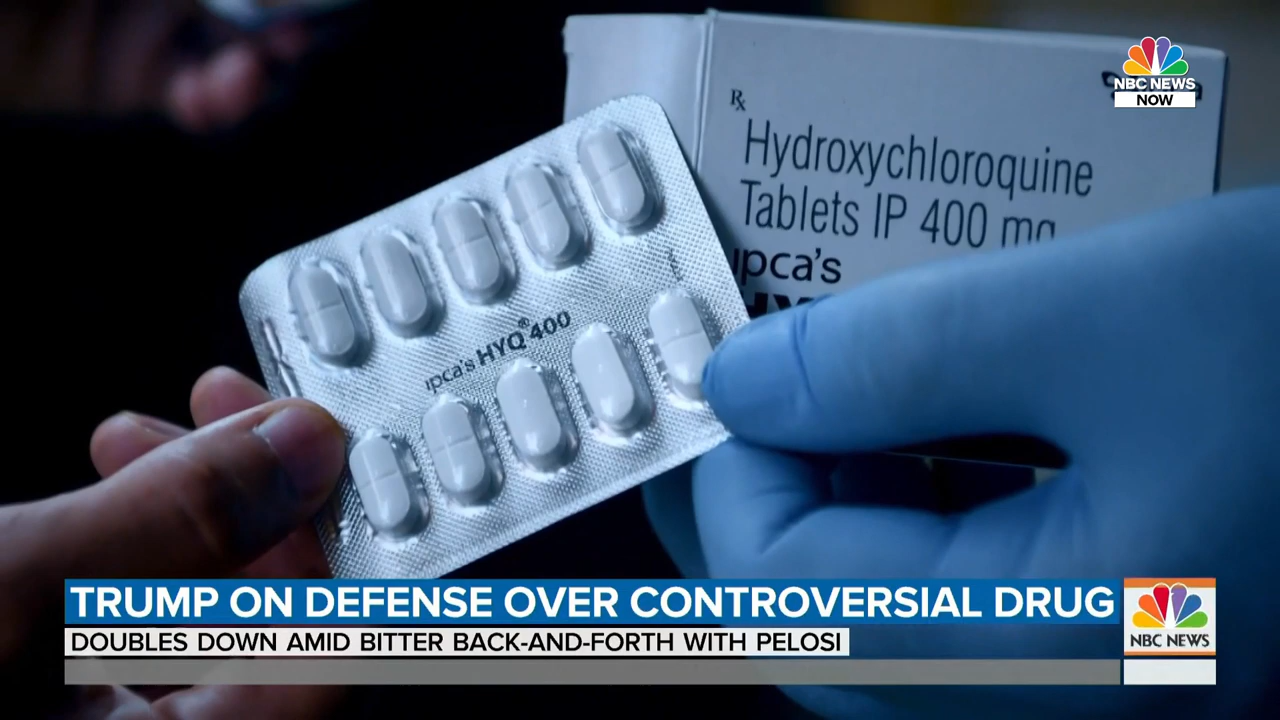 NBC NEWS
NOW
Rx
Hydroxychloroquine
Tablets IP 400 mg
ipca's
ipca's HYQ® 400
TRUMP ON DEFENSE OVER CONTROVERSIAL DRUG
DOUBLES DOWN AMID BITTER BACK-AND-FORTH WITH PELOSI
NBC NEWS